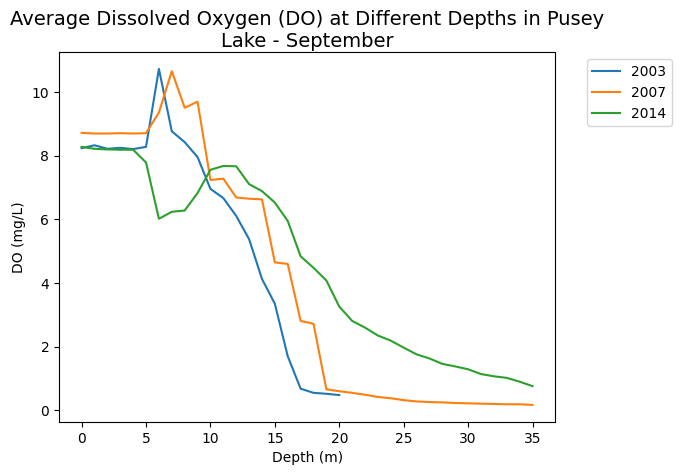 Average Dissolved Oxygen (DO) at Different Depths in Pusey
Lake - September
2003
2007
2014
DO (mg/L)
10
8
6
4
2
0
0 5 10 15 20 25 30 35
Depth (m)